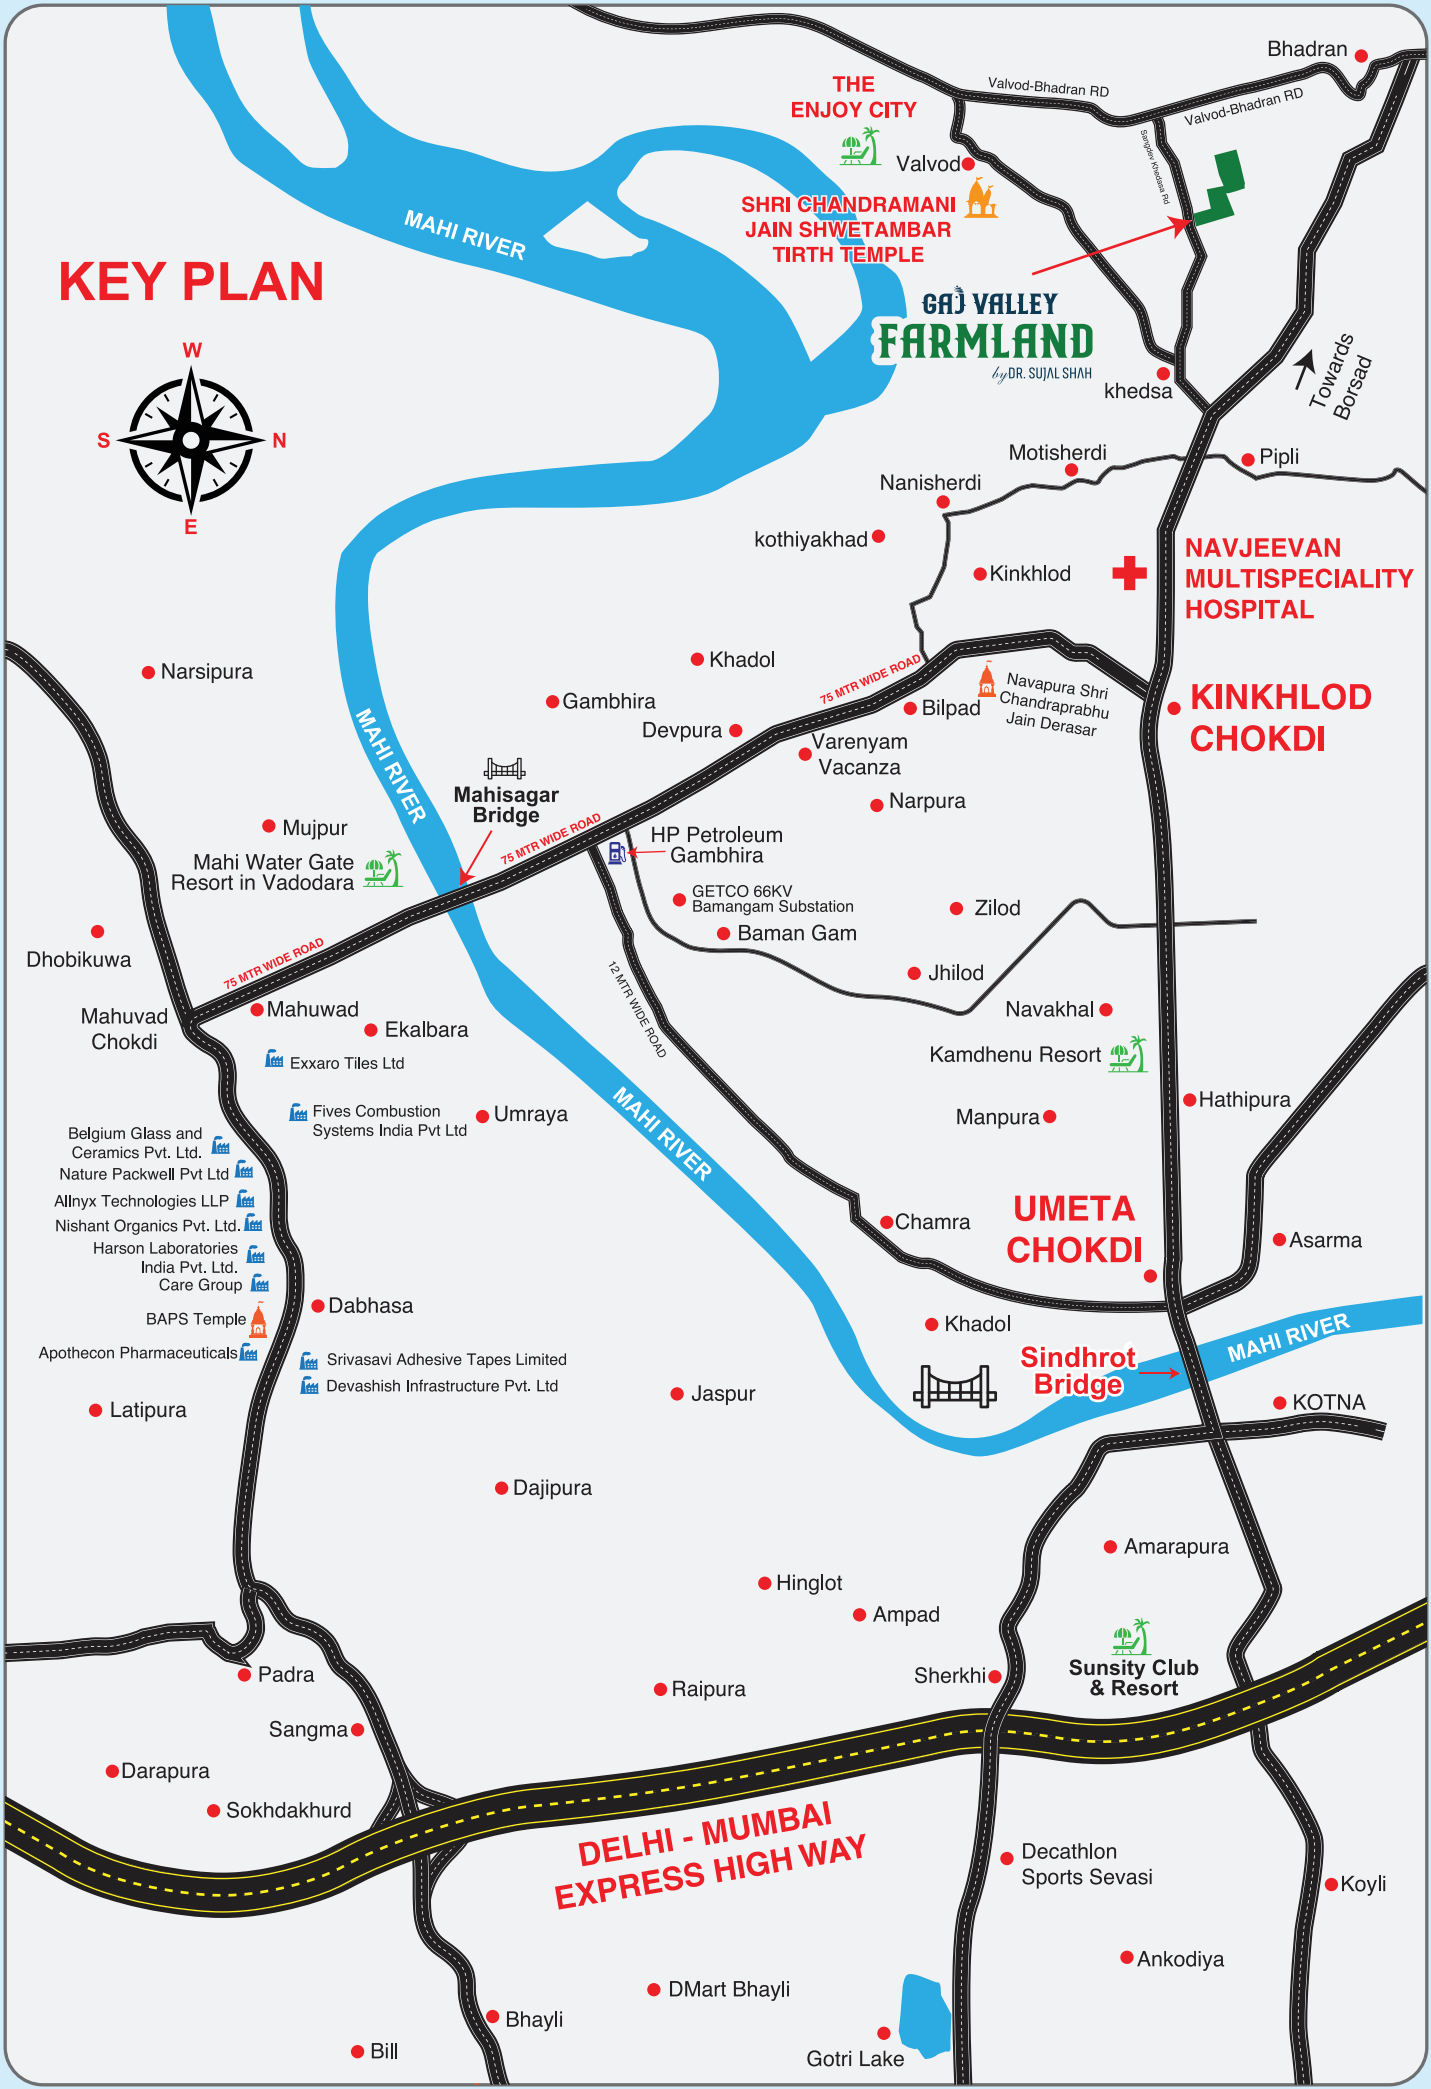 Bhadran
THE
ENJOY CITY
Valvod-Bhadran RD
Valvod-Bhadran RD
Sangdev Khedasa Rd
Valvod
SHRI CHANDRAMANI
JAIN SHWETAMBAR
TIRTH TEMPLE
MAHI RIVER
KEY PLAN
GAJ VALLEY
FARMLAND
by DR. SUJAL SHAH
W
S
N
E
Towards
Borsad
khedsa
Motisherdi
Pipli
Nanisherdi
kothiyakhad
Kinkhlod
NAVJEEVAN
MULTISPECIALITY
HOSPITAL
Narsipura
Khadol
75 MTR WIDE ROAD
Gambhira
Devpura
Bilpad
Navapura Shri
Chandraprabhu
Jain Derasar
KINKHLOD
CHOKDI
MAHI RIVER
Varenyam
Vacanza
Mahisagar
Bridge
Narpura
75 MTR WIDE ROAD
Mujpur
HP Petroleum
Gambhira
Mahi Water Gate
Resort in Vadodara
GETCO 66KV
Bamangam Substation
Zilod
Baman Gam
Dhobikuwa
75 MTR WIDE ROAD
12 MTR WIDE ROAD
Jhilod
Mahuvad
Chokdi
Mahuwad
Ekalbara
Navakhal
Exxaro Tiles Ltd
Kamdhenu Resort
Hathipura
Fives Combustion
Systems India Pvt Ltd
Umraya
Manpura
MAHI RIVER
Belgium Glass and
Ceramics Pvt. Ltd.
Nature Packwell Pvt Ltd
Allnyx Technologies LLP
Nishant Organics Pvt. Ltd.
Harson Laboratories
India Pvt. Ltd.
Care Group
Chamra
UMETA
CHOKDI
Asarma
BAPS Temple
Dabhasa
Khadol
MAHI RIVER
Apothecon Pharmaceuticals
Srivasavi Adhesive Tapes Limited
Devashish Infrastructure Pvt. Ltd
Sindhrot
Bridge
Latipura
Jaspur
KOTNA
Dajipura
Amarapura
Hinglot
Ampad
Padra
Raipura
Sherkhi
Sunsity Club
& Resort
Sangma
Darapura
Sokhdakhurd
DELHI - MUMBAI
EXPRESS HIGH WAY
Decathlon
Sports Sevasi
Koyli
Ankodiya
DMart Bhayli
Bhayli
Bill
Gotri Lake